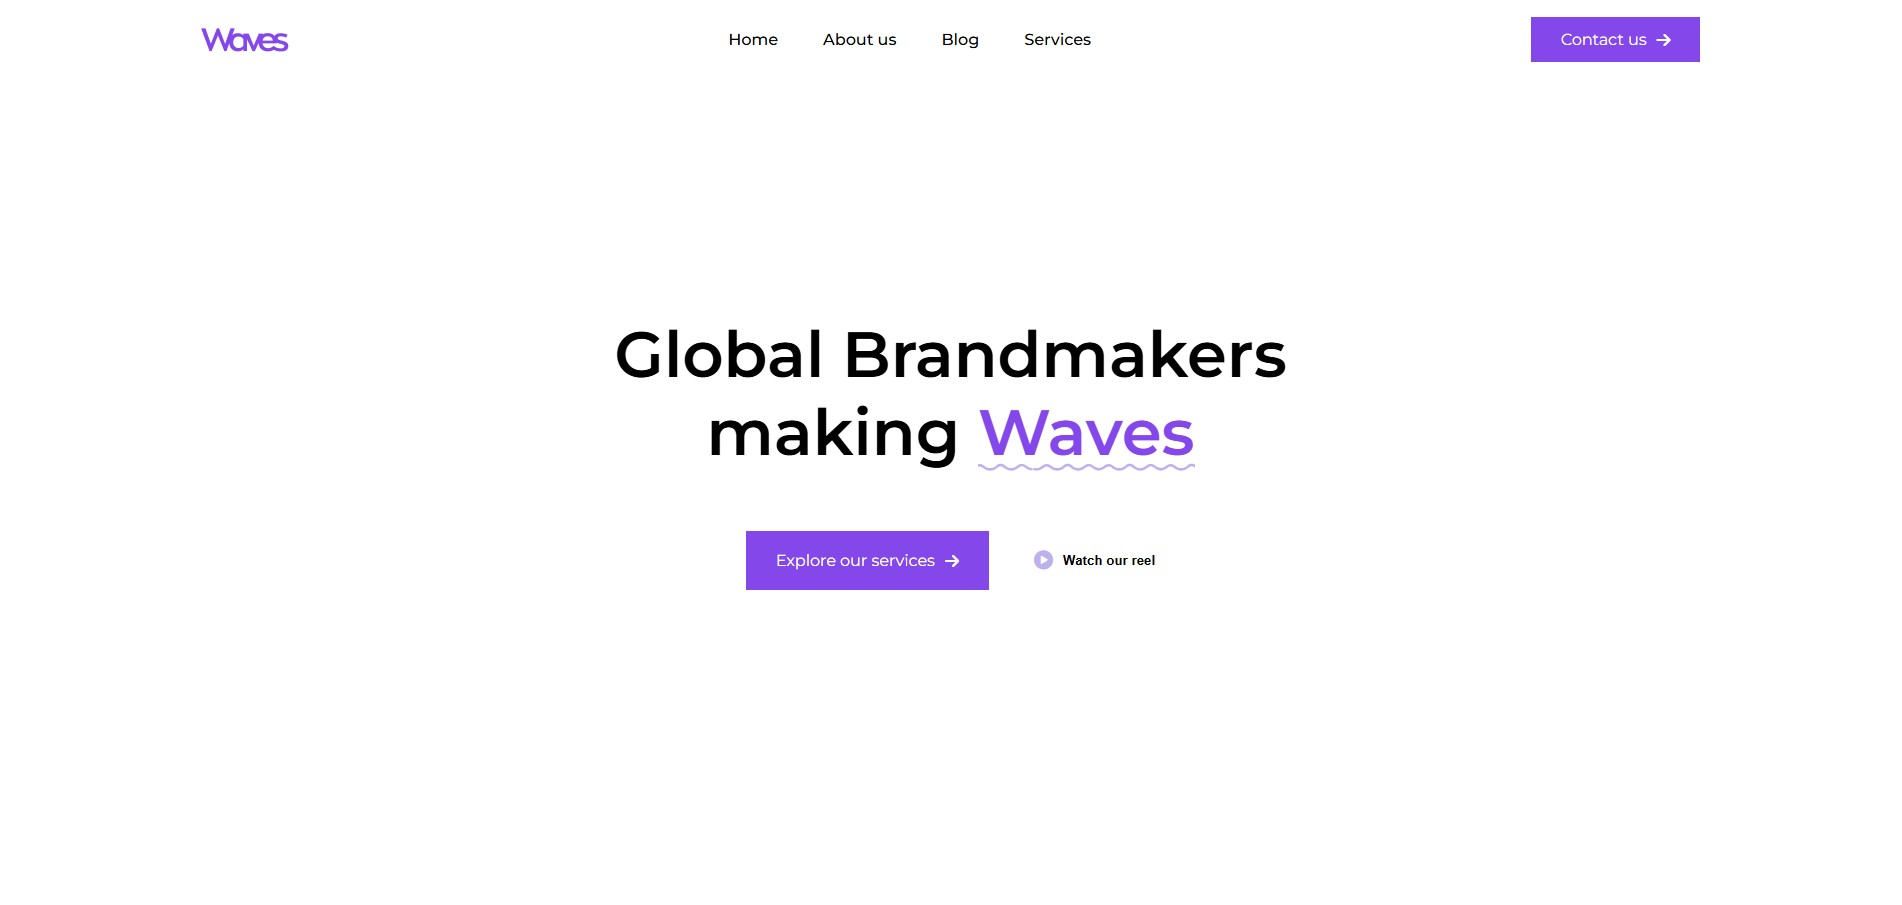 Waves
Home
About us
Blog
Services
Contact us
Global Brandmakers
making Waves
Explore our services
Watch our reel